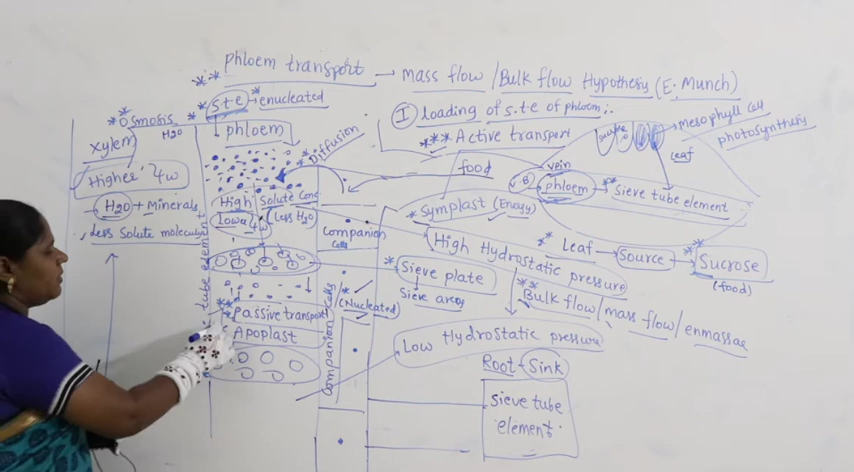 ** Phloem transport → Mass flow / Bulk flow Hypothesis (E. Munch)
* s.t.e * → enucleated
I loading of s.t.e of phloem :-
*** Active transport
**Osmosis
H2O
xylem
Higher Ψw
H2O + Minerals
Less Solute molecules
phloem
Diffusion
food
vein
phloem → * Sieve tube element
sucrose
Mesophyll cell
photosynthesis
leaf
High Solute Conc
Lower Ψw (Less H2O)
Companion
Cells
* Symplast (Energy)
High Hydrostatic pressure
* Leaf → Source → ** Sucrose
(food)
* Sieve plate
Sieve areas
** Bulk flow / mass flow / enmassae
* (Nucleated)
tube element
** Passive transport
* Apoplast
Companion Cells
Low Hydrostatic pressure
Root - Sink
Sieve tube
element